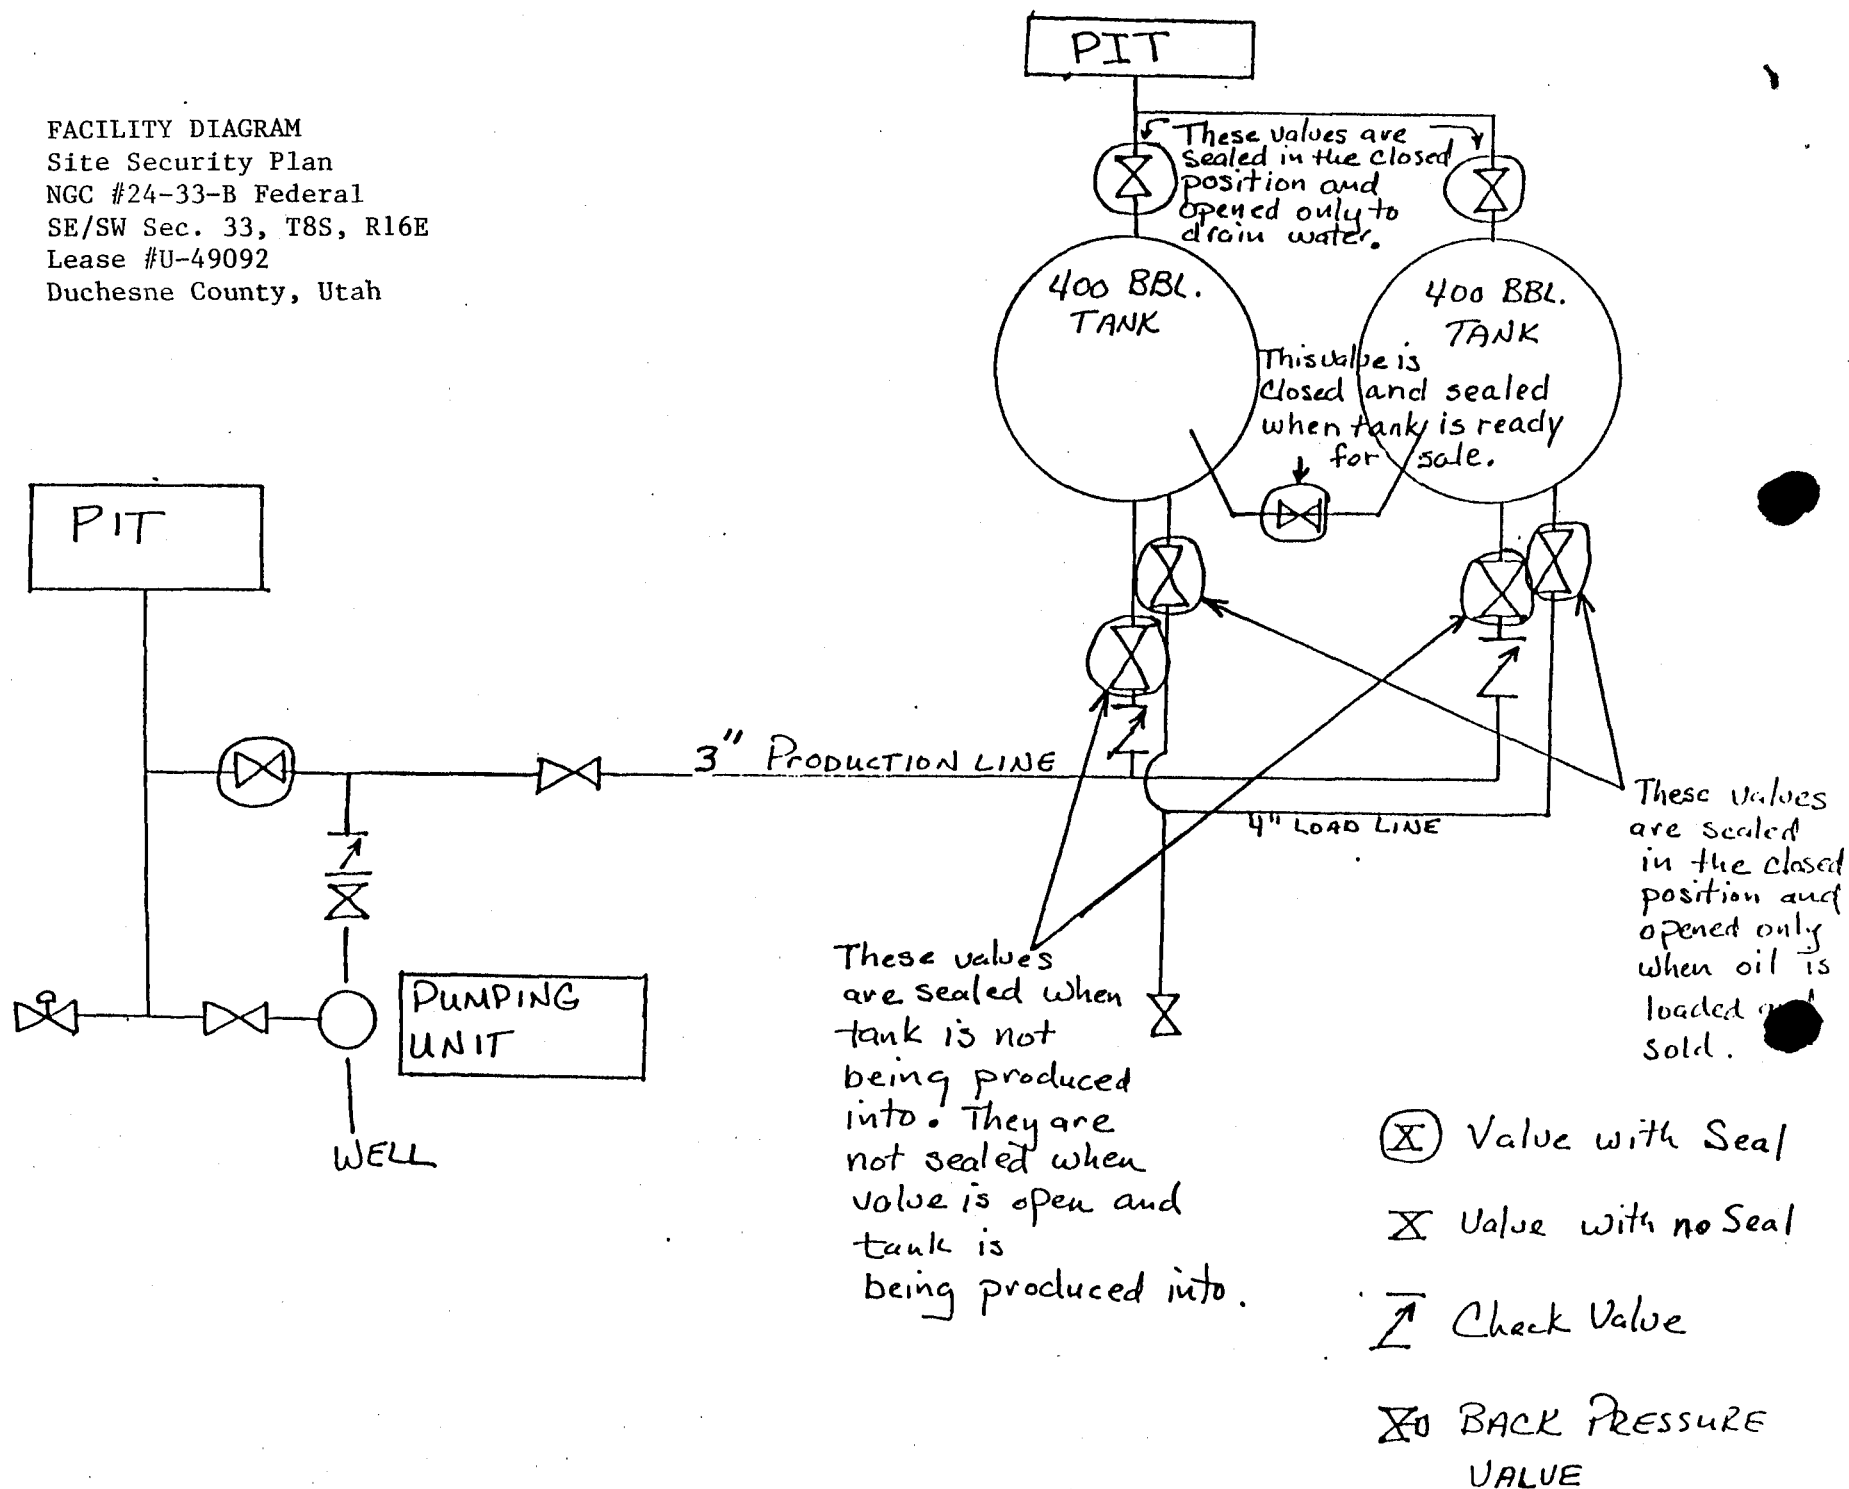 FACILITY DIAGRAM
Site Security Plan
NGC #24-33-B Federal
SE/SW Sec. 33, T8S, R16E
Lease #U-49092
Duchesne County, Utah
PIT
These values are
sealed in the closed
position and
opened only to
drain water.
400 BBL.
TANK
400 BBL.
TANK
This value is
closed and sealed
when tank is ready
for sale.
PIT
3" PRODUCTION LINE
4" LOAD LINE
These values
are sealed
in the closed
position and
opened only
when oil is
loaded
sold.
PUMPING
UNIT
WELL
These values
are sealed when
tank is not
being produced
into. They are
not sealed when
value is open and
tank is
being produced into.
Value with Seal
Value with no Seal
Check Value
BACK PRESSURE
VALUE